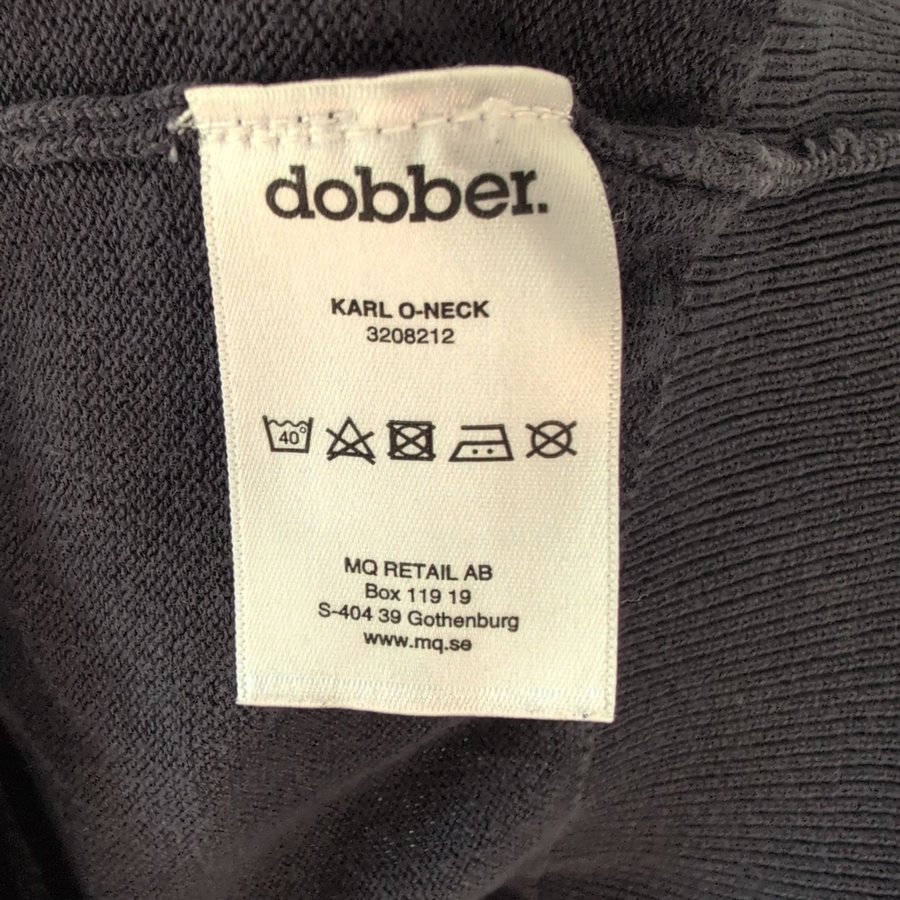 dobber.
KARL O-NECK
3208212
40°
MQ RETAIL AB
Box 119 19
S-404 39 Gothenburg
www.mq.se